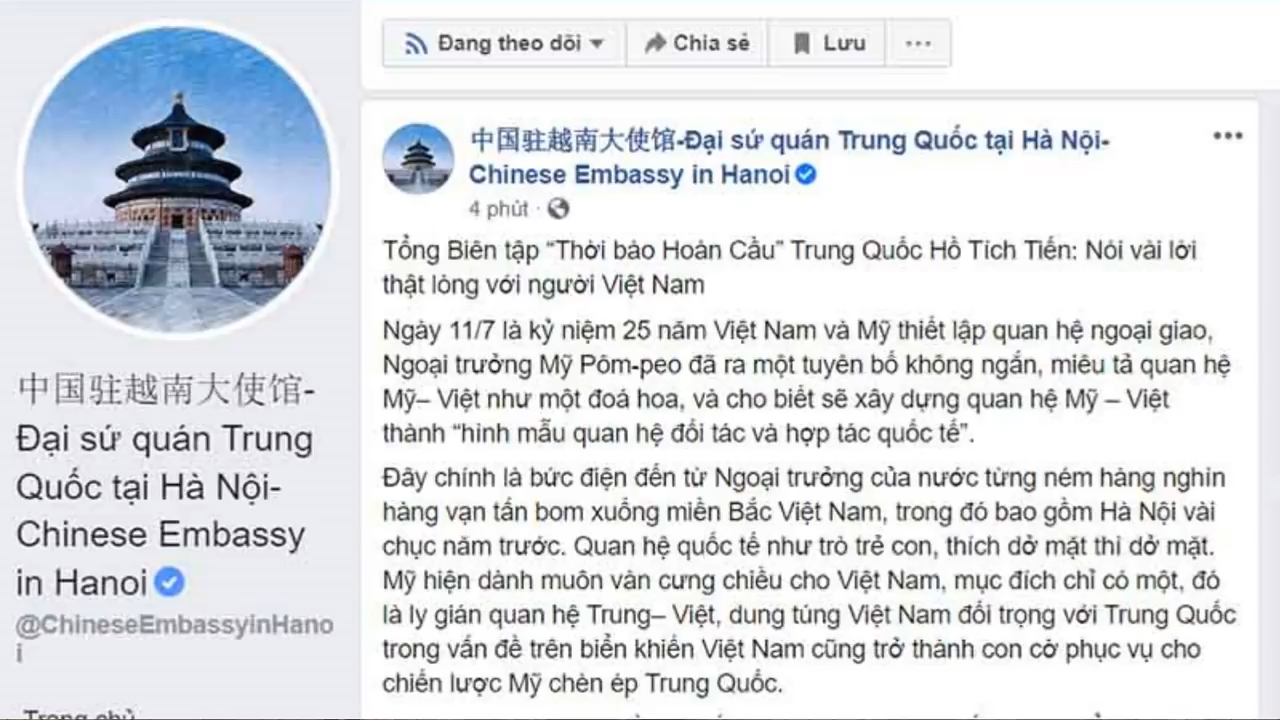 中国驻越南大使馆-
Đại sứ quán Trung
Quốc tại Hà Nội-
Chinese Embassy
in Hanoi
@ChineseEmbassyinHano
i
Trang chủ
Đang theo dõi
Chia sẻ
Lưu
中国驻越南大使馆-Đại sứ quán Trung Quốc tại Hà Nội-
Chinese Embassy in Hanoi
4 phút ·
Tổng Biên tập “Thời báo Hoàn Cầu” Trung Quốc Hồ Tích Tiến: Nói vài lời
thật lòng với người Việt Nam
Ngày 11/7 là kỷ niệm 25 năm Việt Nam và Mỹ thiết lập quan hệ ngoại giao,
Ngoại trưởng Mỹ Pôm-peo đã ra một tuyên bố không ngắn, miêu tả quan hệ
Mỹ– Việt như một đoá hoa, và cho biết sẽ xây dựng quan hệ Mỹ – Việt
thành “hình mẫu quan hệ đối tác và hợp tác quốc tế”.
Đây chính là bức điện đến từ Ngoại trưởng của nước từng ném hàng nghìn
hàng vạn tấn bom xuống miền Bắc Việt Nam, trong đó bao gồm Hà Nội vài
chục năm trước. Quan hệ quốc tế như trò trẻ con, thích dở mặt thì dở mặt.
Mỹ hiện dành muôn vàn cưng chiều cho Việt Nam, mục đích chỉ có một, đó
là ly gián quan hệ Trung– Việt, dung túng Việt Nam đối trọng với Trung Quốc
trong vấn đề trên biển khiến Việt Nam cũng trở thành con cờ phục vụ cho
chiến lược Mỹ chèn ép Trung Quốc.